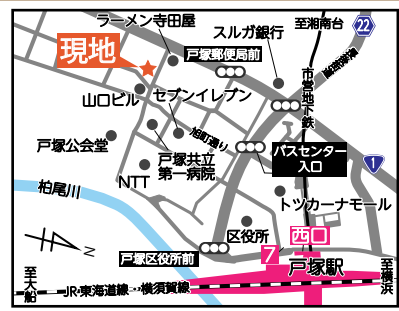 ラーメン寺田屋
至湘南台
22
スルガ銀行
現地
戸塚郵便局前
市営地下鉄
山口ビル
セブンイレブン
旭町通り
戸塚公会堂
戸塚共立
第一病院
バスセンター
入口
1
NTT
柏尾川
トツカーナモール
区役所
西口
N
戸塚区役所前
7
戸塚駅
至大船
JR・東海道線・横須賀線
至横浜